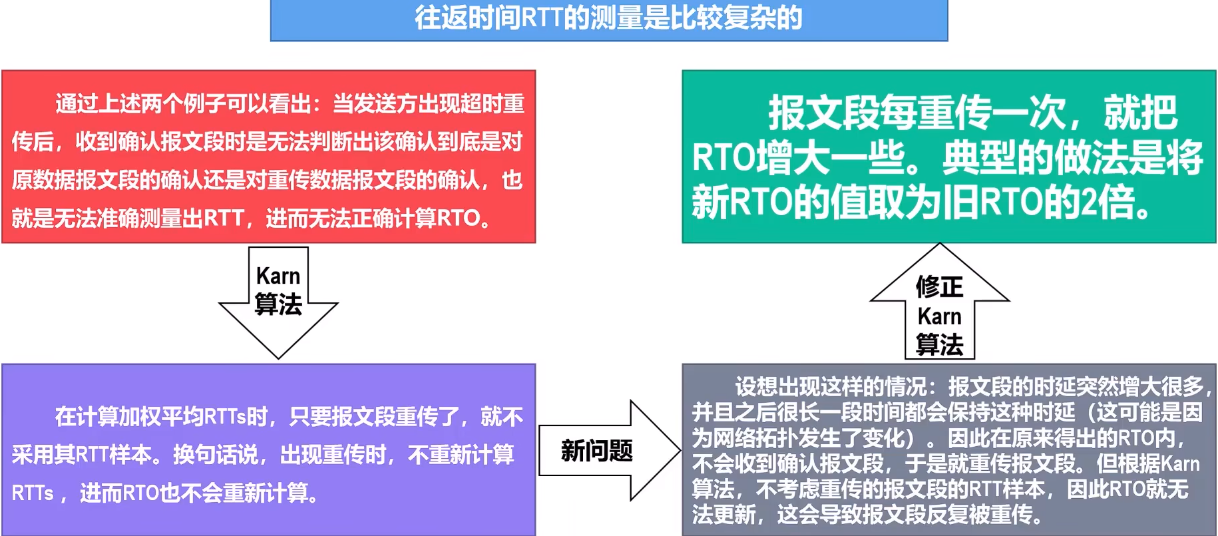 往返时间RTT的测量是比较复杂的
通过上述两个例子可以看出：当发送方出现超时重
传后，收到确认报文段时是无法判断出该确认到底是对
原数据报文段的确认还是对重传数据报文段的确认，也
就是无法准确测量出RTT，进而无法正确计算RTO。
Karn
算法
在计算加权平均RTTs时，只要报文段重传了，就不
采用其RTT样本。换句话说，出现重传时，不重新计算
RTTs ，进而RTO也不会重新计算。
新问题
设想出现这样的情况：报文段的时延突然增大很多，
并且之后很长一段时间都会保持这种时延（这可能是因
为网络拓扑发生了变化）。因此在原来得出的RTO内，
不会收到确认报文段，于是就重传报文段。但根据Karn
算法，不考虑重传的报文段的RTT样本，因此RTO就无
法更新，这会导致报文段反复被重传。
修正
Karn
算法
报文段每重传一次，就把
RTO增大一些。典型的做法是将
新RTO的值取为旧RTO的2倍。